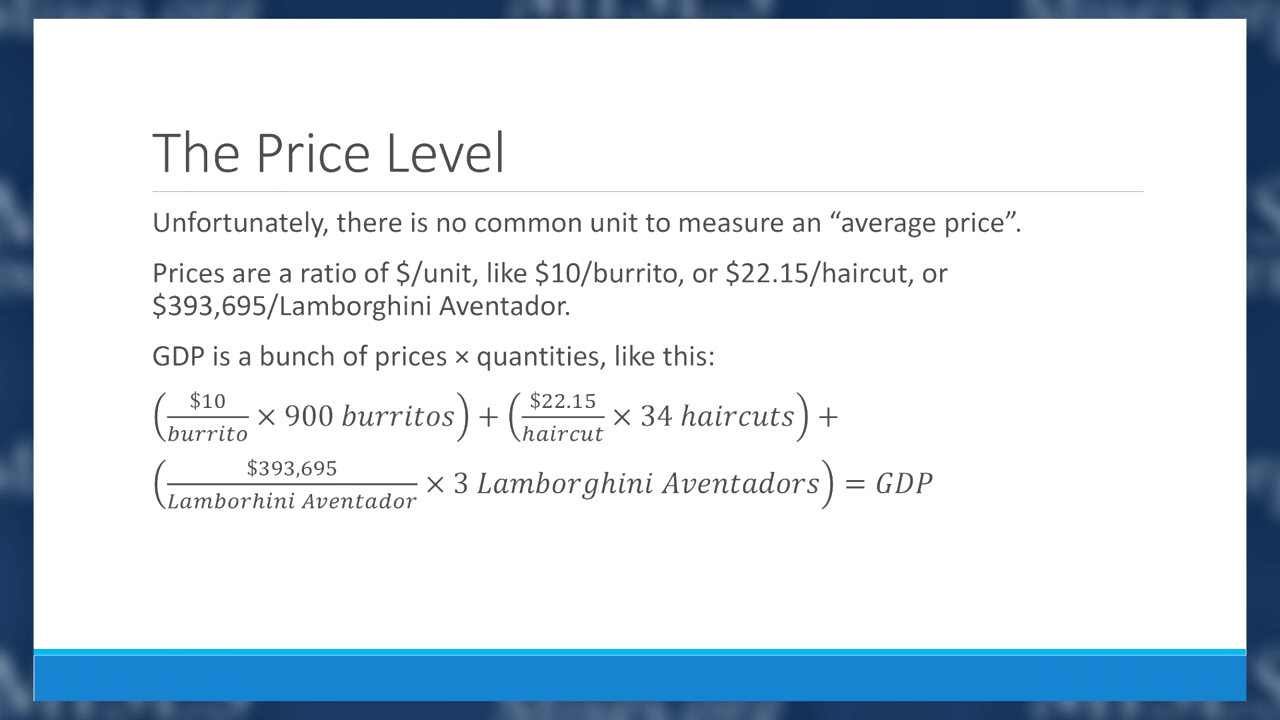 The Price Level
Unfortunately, there is no common unit to measure an “average price”.
Prices are a ratio of $/unit, like $10/burrito, or $22.15/haircut, or
$393,695/Lamborghini Aventador.
GDP is a bunch of prices × quantities, like this:
($10/burrito × 900 burritos) + ($22.15/haircut × 34 haircuts) +
($393,695/Lamborhini Aventador × 3 Lamborghini Aventadors) = GDP